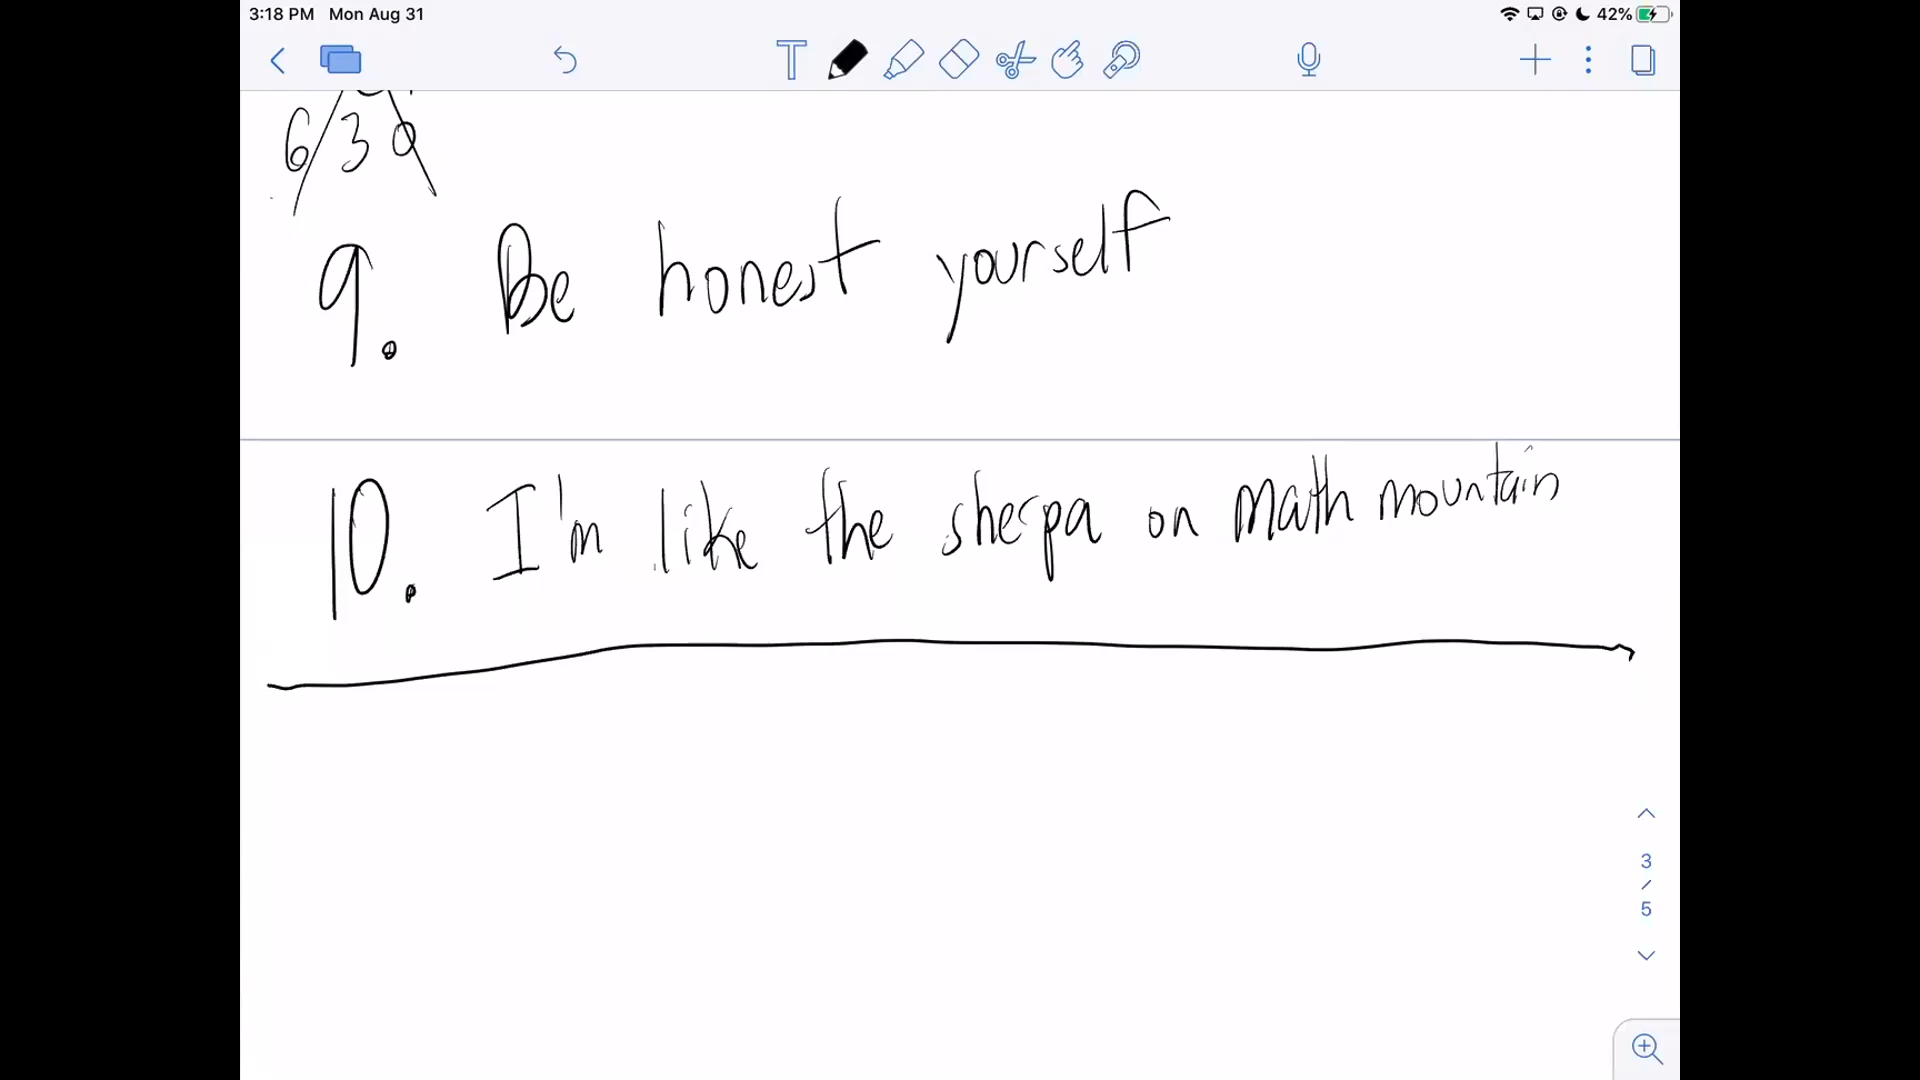 3:18 PM Mon Aug 31
42%
T
6/30
9. Be honest yourself
10. I'm like the sherpa on Math mountain
3
/
5